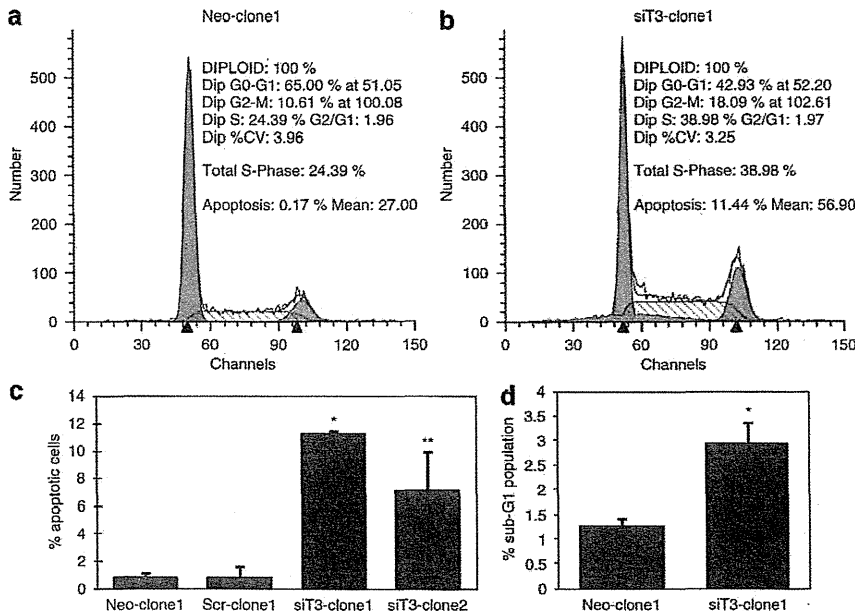 a
Neo-clone1
DIPLOID: 100 %
Dip G0-G1: 65.00 % at 51.05
Dip G2-M: 10.61 % at 100.08
Dip S: 24.39 % G2/G1: 1.96
Dip %CV: 3.96
Total S-Phase: 24.39 %
Apoptosis: 0.17 % Mean: 27.00
Number
500
400
300
200
100
0
0 30 60 90 120 150
Channels
b
siT3-clone1
DIPLOID: 100 %
Dip G0-G1: 42.93 % at 52.20
Dip G2-M: 18.09 % at 102.61
Dip S: 38.98 % G2/G1: 1.97
Dip %CV: 3.25
Total S-Phase: 38.98 %
Apoptosis: 11.44 % Mean: 56.90
Number
500
400
300
200
100
0
0 30 60 90 120 150
Channels
c
% apoptotic cells
14
12
10
8
6
4
2
0
*
**
Neo-clone1 Scr-clone1 siT3-clone1 siT3-clone2
d
% sub-G1 population
4
3.5
3
2.5
2
1.5
1
0.5
0
*
Neo-clone1 siT3-clone1